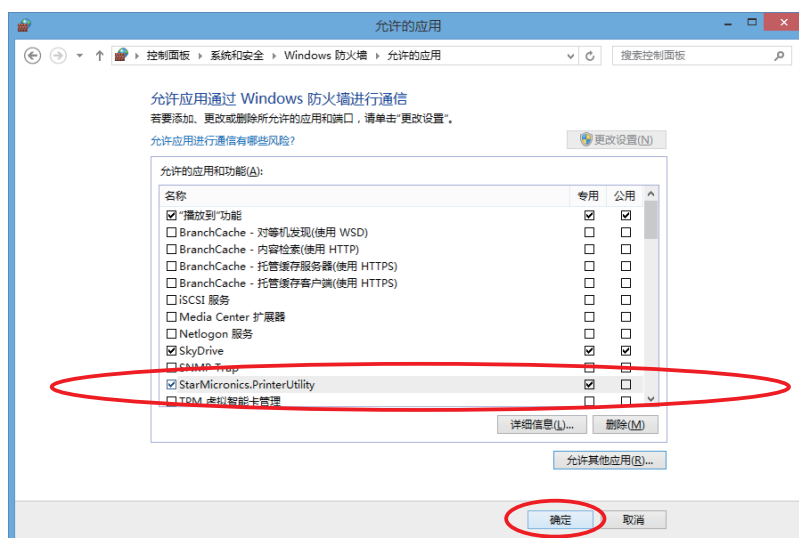 允许的应用
控制面板 系统和安全 Windows 防火墙 允许的应用 搜索控制面板
允许应用通过 Windows 防火墙进行通信
若要添加、更改或删除所允许的应用和端口，请单击“更改设置”。
允许应用进行通信有哪些风险?
更改设置(N)
允许的应用和功能(A):
名称 专用 公用
“播放到”功能
BranchCache - 对等机发现(使用 WSD)
BranchCache - 内容检索(使用 HTTP)
BranchCache - 托管缓存服务器(使用 HTTPS)
BranchCache - 托管缓存客户端(使用 HTTPS)
iSCSI 服务
Media Center 扩展器
Netlogon 服务
SkyDrive
SNMP Trap
StarMicronics.PrinterUtility
TPM 虚拟智能卡管理
详细信息(L)... 删除(M)
允许其他应用(R)...
确定 取消